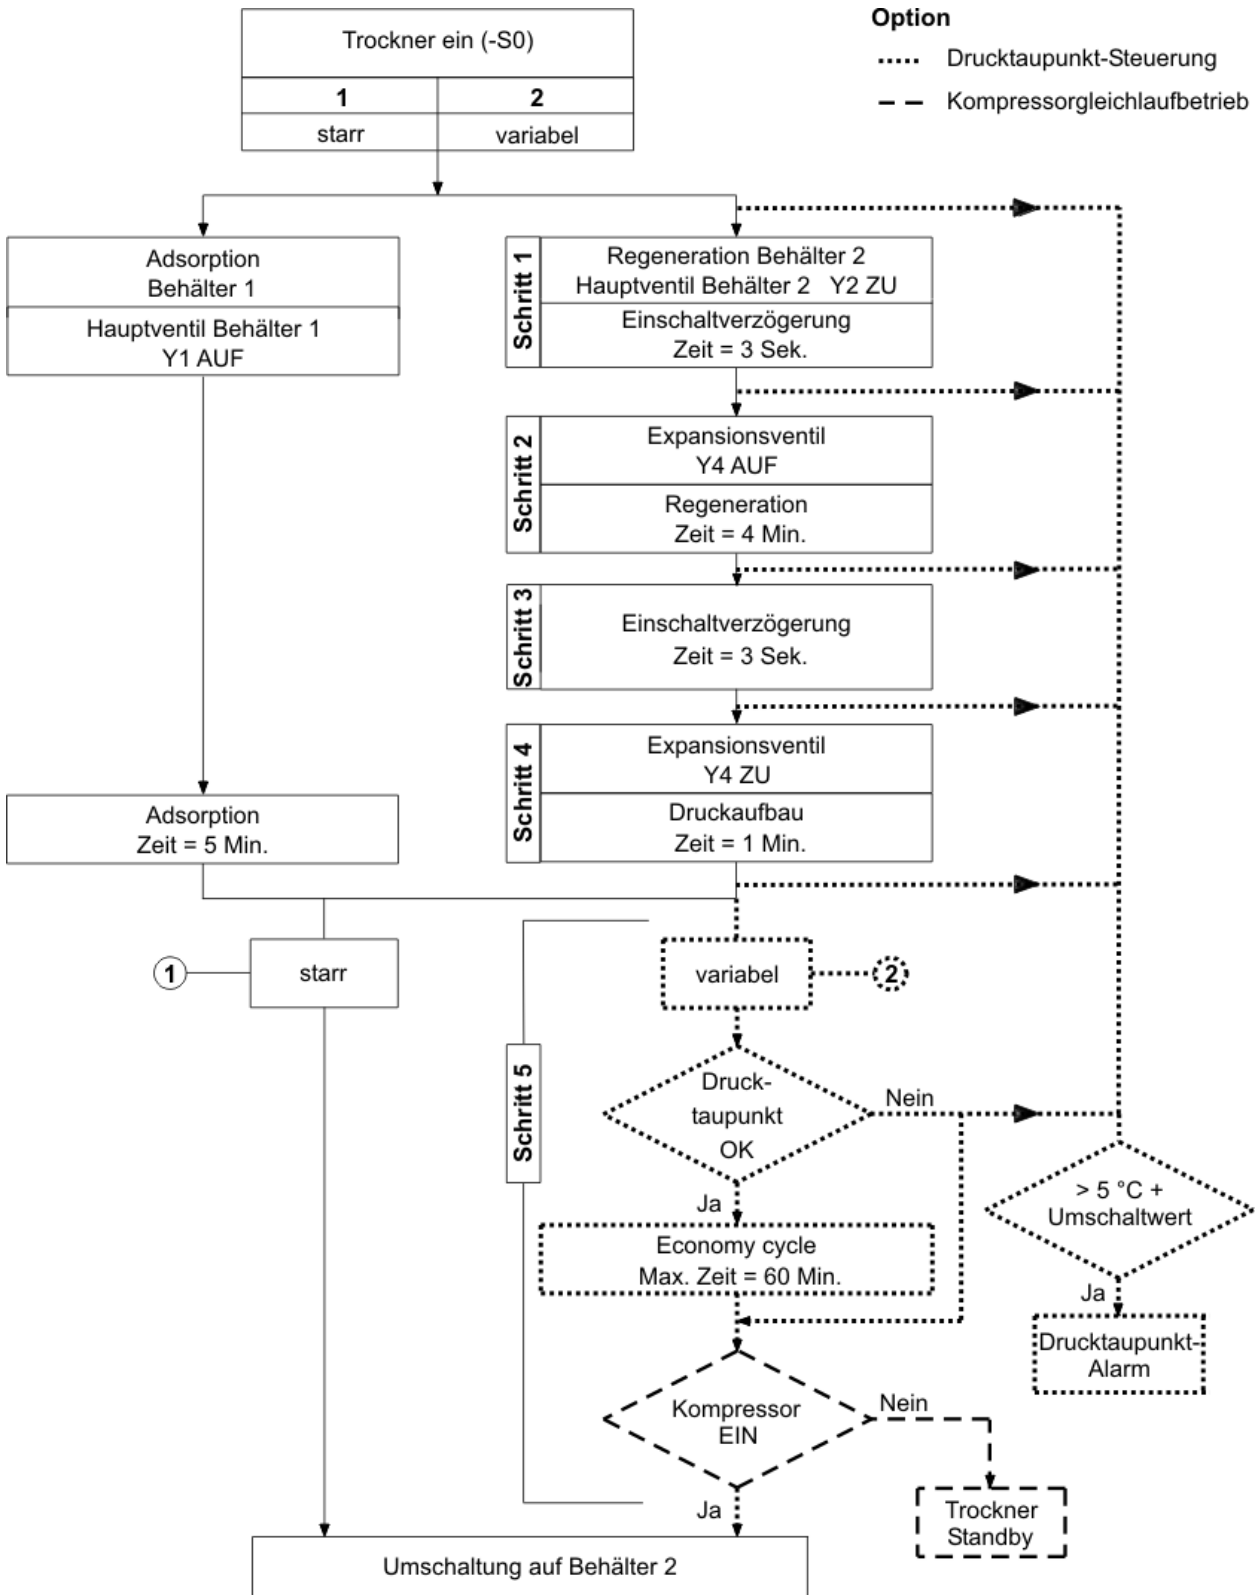 Option
Drucktaupunkt-Steuerung
Kompressorgleichlaufbetrieb
Trockner ein (-S0)
1
2
starr
variabel
Adsorption
Behälter 1
Hauptventil Behälter 1
Y1 AUF
Schritt 1
Regeneration Behälter 2
Hauptventil Behälter 2 Y2 ZU
Einschaltverzögerung
Zeit = 3 Sek.
Schritt 2
Expansionsventil
Y4 AUF
Regeneration
Zeit = 4 Min.
Schritt 3
Einschaltverzögerung
Zeit = 3 Sek.
Schritt 4
Expansionsventil
Y4 ZU
Druckaufbau
Zeit = 1 Min.
Adsorption
Zeit = 5 Min.
1
starr
variabel
2
Schritt 5
Druck-
taupunkt
OK
Nein
Ja
> 5 °C +
Umschaltwert
Ja
Drucktaupunkt-
Alarm
Economy cycle
Max. Zeit = 60 Min.
Kompressor
EIN
Nein
Ja
Trockner
Standby
Umschaltung auf Behälter 2